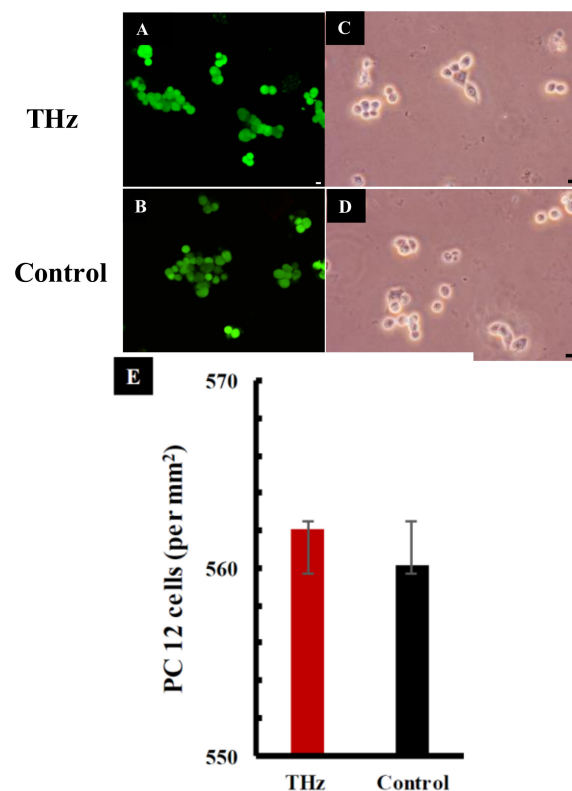 A
C
THz
B
D
Control
E
570
PC 12 cells (per mm²)
560
550
THz
Control